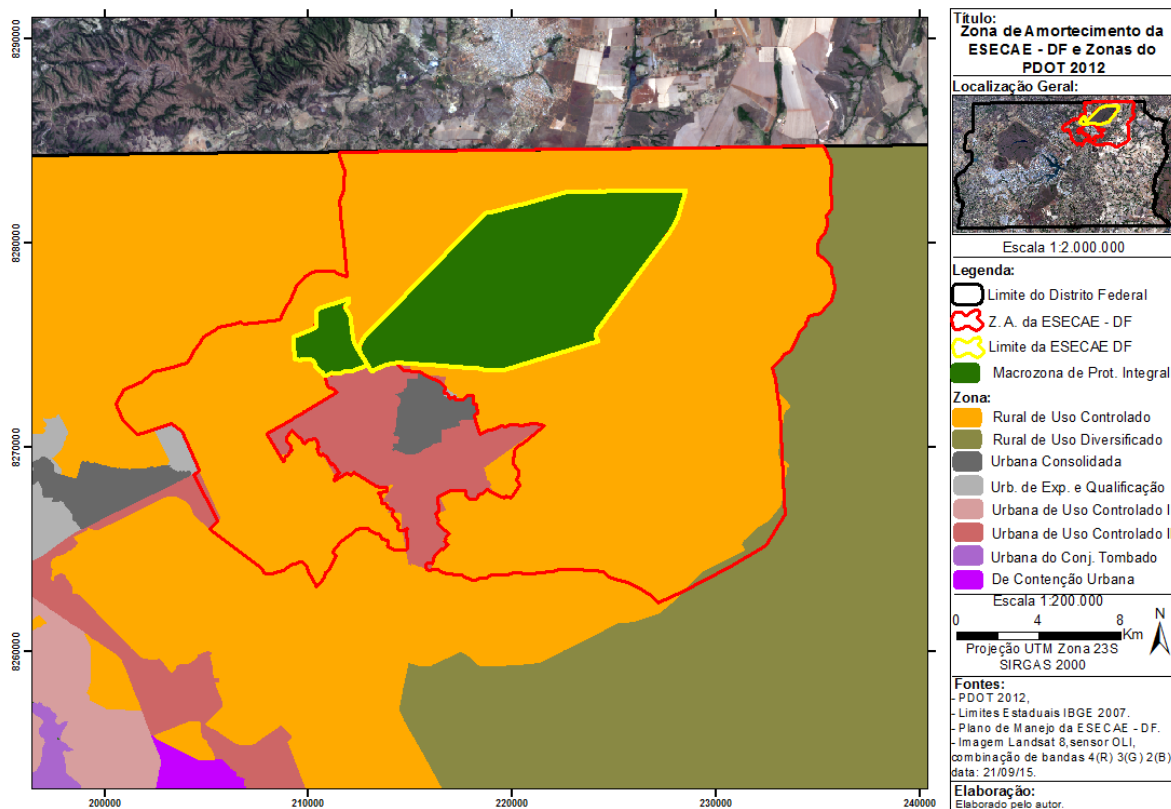 Título:
Zona de Amortecimento da
ESECAE - DF e Zonas do
PDOT 2012
Localização Geral:
Escala 1:2.000.000
Legenda:
Limite do Distrito Federal
Z. A. da ESECAE - DF
Limite da ESECAE DF
Macrozona de Prot. Integral
Zona:
Rural de Uso Controlado
Rural de Uso Diversificado
Urbana Consolidada
Urb. de Exp. e Qualificação
Urbana de Uso Controlado I
Urbana de Uso Controlado II
Urbana do Conj. Tombado
De Contenção Urbana
Escala 1:200.000
0 4 8 Km N
Projeção UTM Zona 23S
SIRGAS 2000
Fontes:
- PDOT 2012,
- Limites Estaduais IBGE 2007.
- Plano de Manejo da ESECAE - DF.
- Imagem Landsat 8,sensor OLI,
combinação de bandas 4(R) 3(G) 2(B)
data: 21/09/15.
Elaboração:
Elaborado pelo autor.
8290000
8280000
8270000
8260000
200000 210000 220000 230000 240000